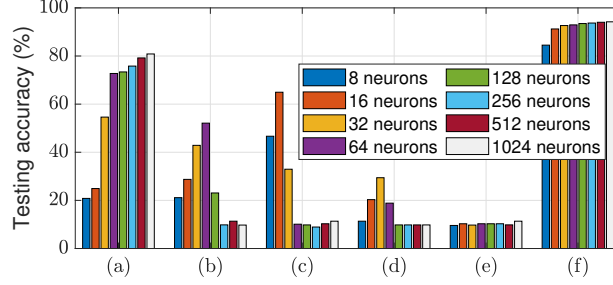 Testing accuracy (%)
100
80
60
40
20
0
8 neurons
16 neurons
32 neurons
64 neurons
128 neurons
256 neurons
512 neurons
1024 neurons
(a) (b) (c) (d) (e) (f)